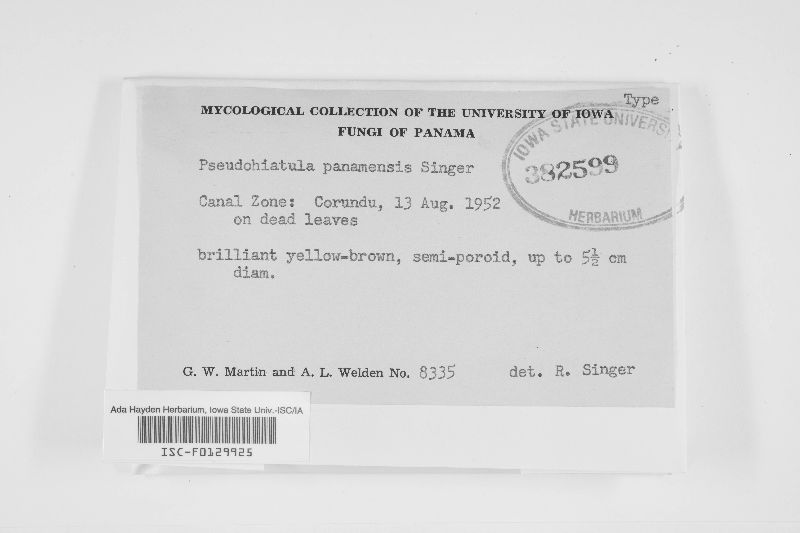 Type
MYCOLOGICAL COLLECTION OF THE UNIVERSITY OF IOWA
FUNGI OF PANAMA
IOWA STATE UNIVERS
382599
HERBARIUM
Pseudohiatula panamensis Singer
Canal Zone: Corundu, 13 Aug. 1952
on dead leaves
brilliant yellow-brown, semi-poroid, up to 5½ cm
diam.
G. W. Martin and A. L. Welden No. 8335 det. R. Singer
Ada Hayden Herbarium, Iowa State Univ.-ISC/IA
ISC-F0129925